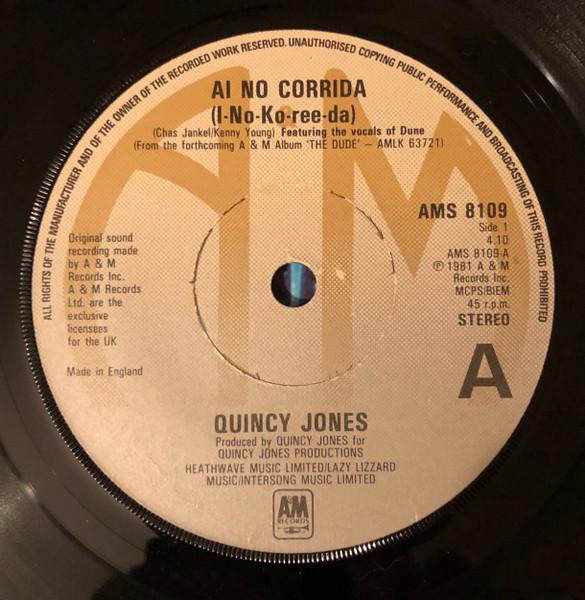 ALL RIGHTS OF THE MANUFACTURER AND OF THE OWNER OF THE RECORDED WORK RESERVED. UNAUTHORISED COPYING PUBLIC PERFORMANCE AND BROADCASTING OF THIS RECORD PROHIBITED
AI NO CORRIDA
(I-No-Ko-ree-da)
(Chas Jankel/Kenny Young) Featuring the vocals of Dune
(From the forthcoming A & M Album 'THE DUDE' – AMLK 63721)
Original sound
recording made
by A & M
Records Inc.
A & M Records
Ltd. are the
exclusive
licensees
for the UK
Made in England
AMS 8109
Side 1
4.10
AMS 8109-A
℗ 1981 A & M
Records Inc.
MCPS/BIEM
45 r.p.m.
STEREO
A
QUINCY JONES
Produced by QUINCY JONES for
QUINCY JONES PRODUCTIONS
HEATHWAVE MUSIC LIMITED/LAZY LIZZARD
MUSIC/INTERSONG MUSIC LIMITED
AM
RECORDS